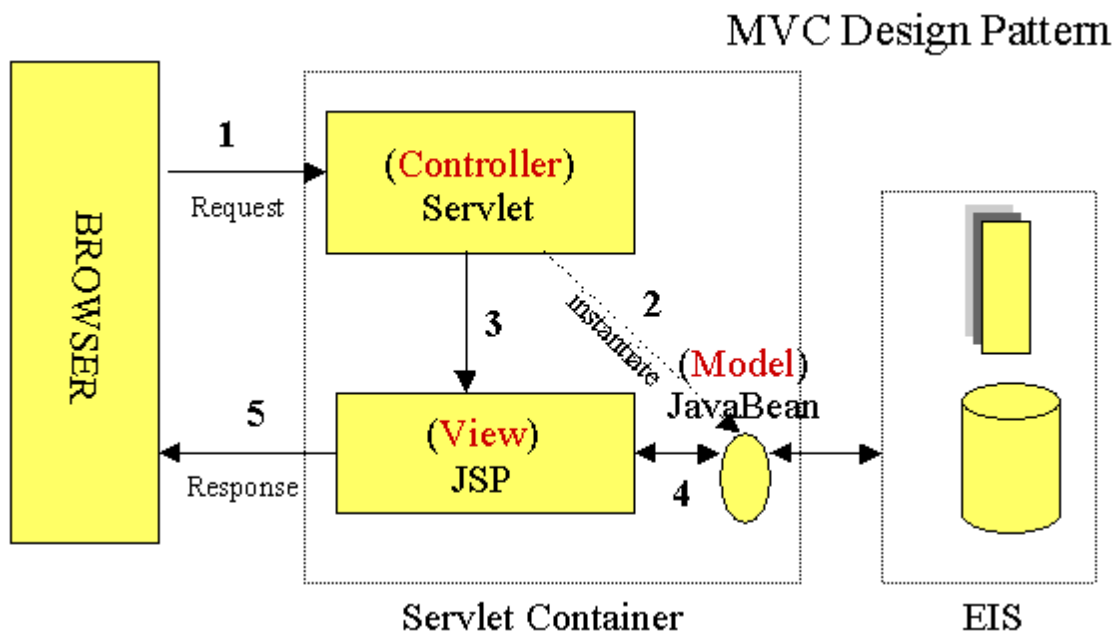 MVC Design Pattern
BROWSER
1
Request
(Controller)
Servlet
2
instantiate
3
(Model)
JavaBean
(View)
JSP
4
5
Response
Servlet Container
EIS